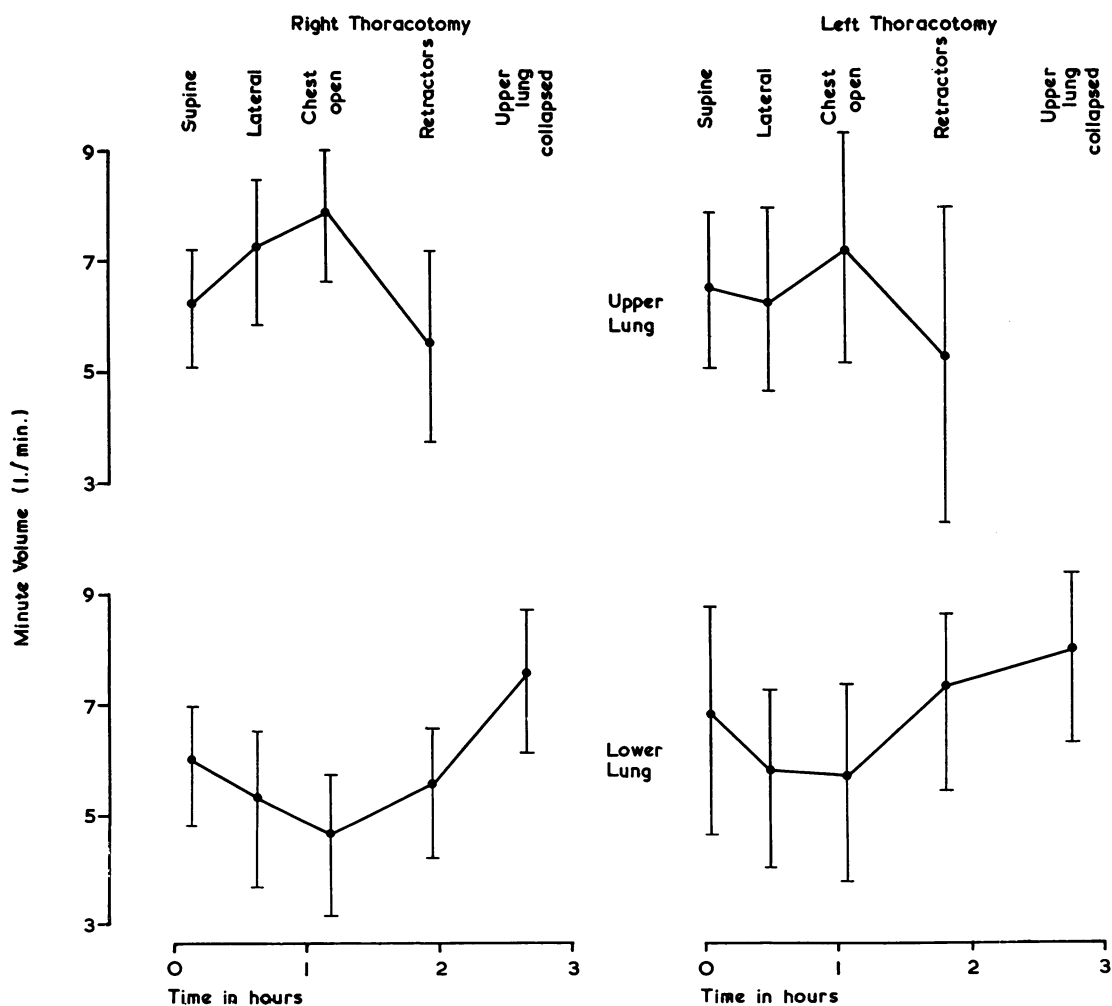 Right Thoracotomy
Left Thoracotomy
Supine
Lateral
Chest
open
Retractors
Upper
lung
collapsed
Supine
Lateral
Chest
open
Retractors
Upper
lung
collapsed
Minute Volume (l./min.)
9
7
5
3
Upper
Lung
9
7
5
3
Lower
Lung
0 1 2 3
Time in hours
0 1 2 3
Time in hours